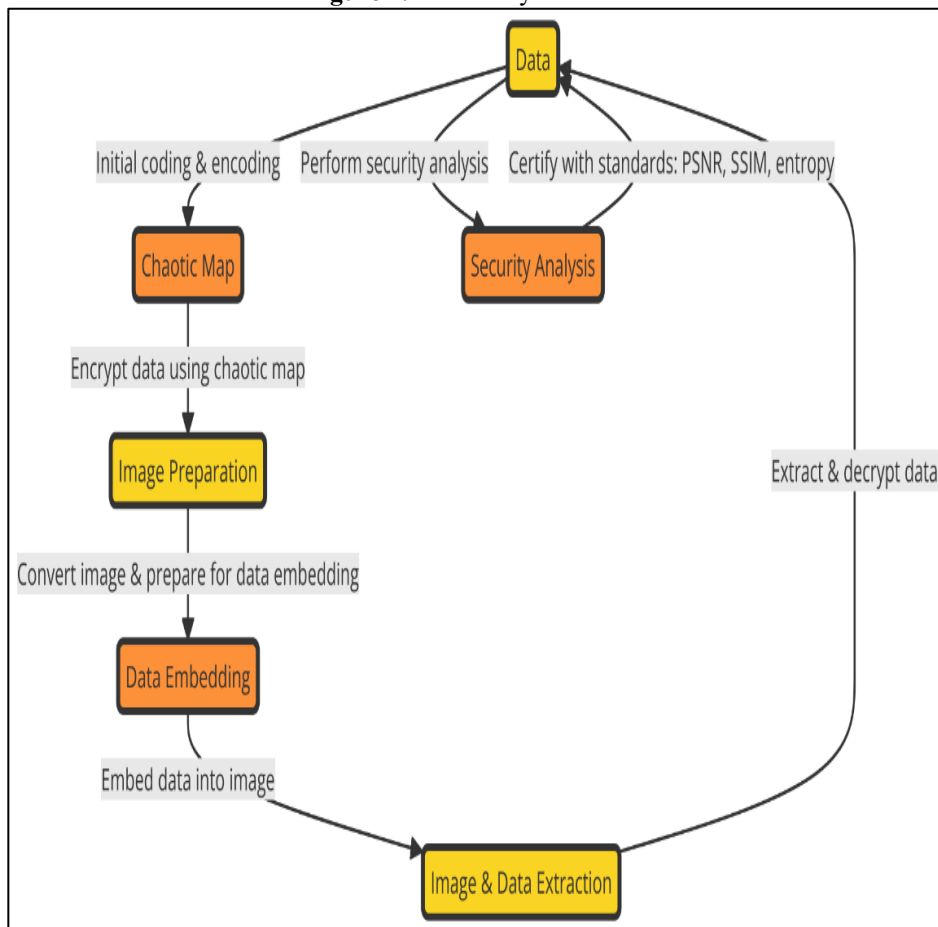 Data
Initial coding & encoding
Perform security analysis
Certify with standards: PSNR, SSIM, entropy
Chaotic Map
Security Analysis
Encrypt data using chaotic map
Image Preparation
Extract & decrypt data
Convert image & prepare for data embedding
Data Embedding
Embed data into image
Image & Data Extraction